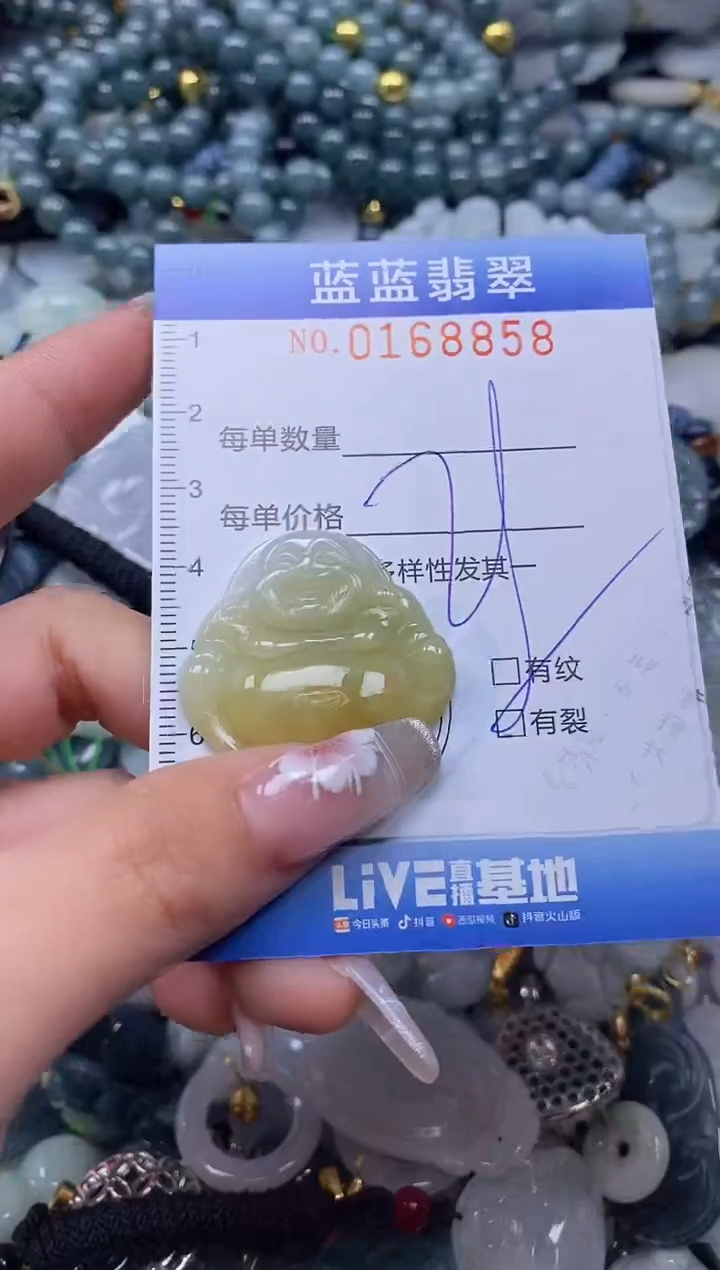 蓝蓝翡翠
NO.0168858
1
2
每单数量
3
每单价格
4
多样性发其一
有纹
6
有裂
LiVE直播基地
今日头条 抖音 西瓜视频 抖音火山版